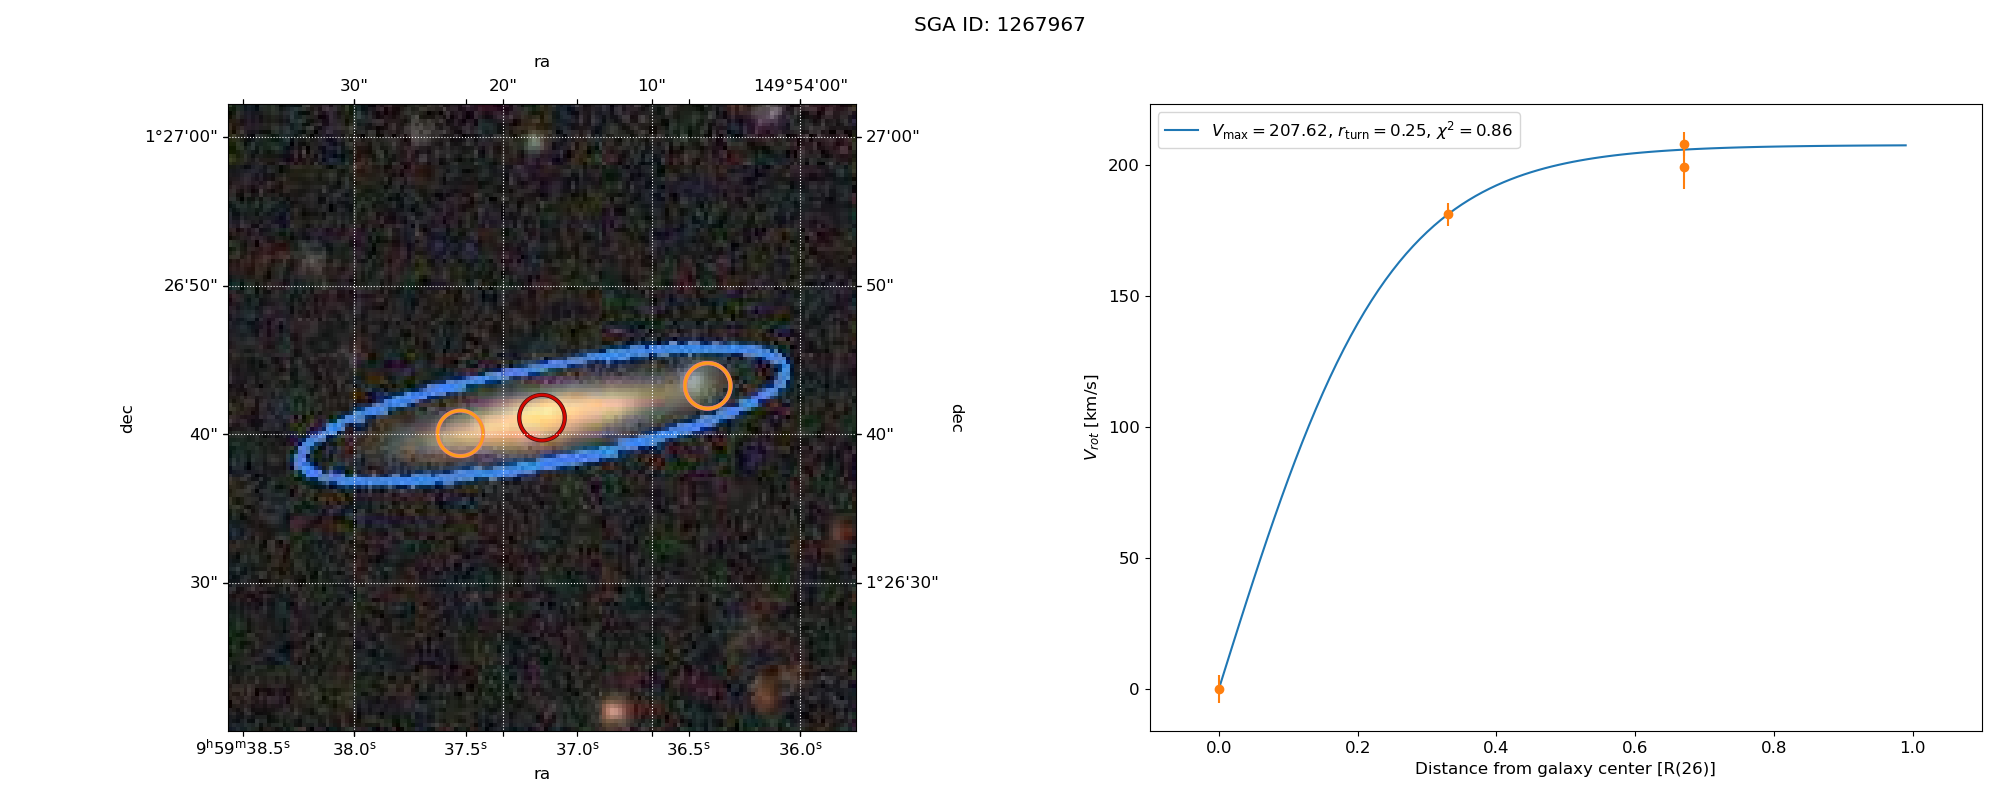 SGA ID: 1267967
ra
30" 20" 10" 149°54'00"
1°27'00" 27'00"
26'50" 50"
40" 40"
30" 1°26'30"
dec
dec
9h59m38.5s 38.0s 37.5s 37.0s 36.5s 36.0s
ra
Vmax = 207.62, rturn = 0.25, χ² = 0.86
200
150
100
50
0
Vrot [km/s]
0.0 0.2 0.4 0.6 0.8 1.0
Distance from galaxy center [R(26)]